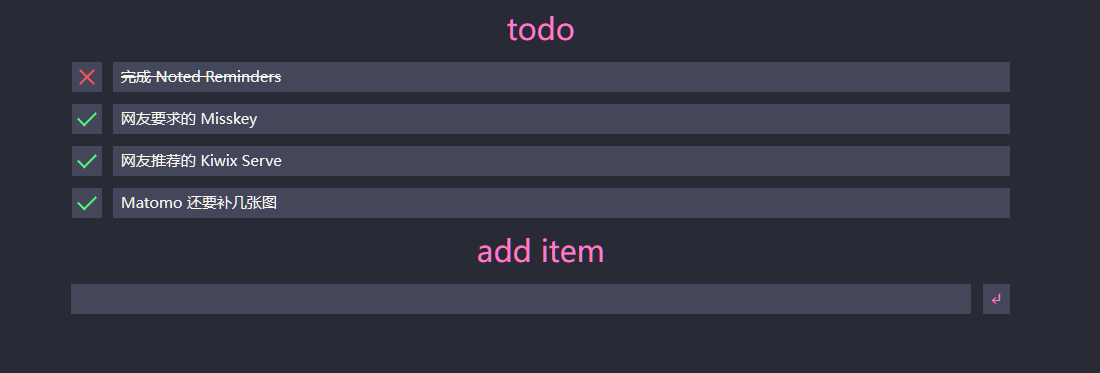 todo
完成 Noted Reminders
网友要求的 Misskey
网友推荐的 Kiwix Serve
Matomo 还要补几张图
add item